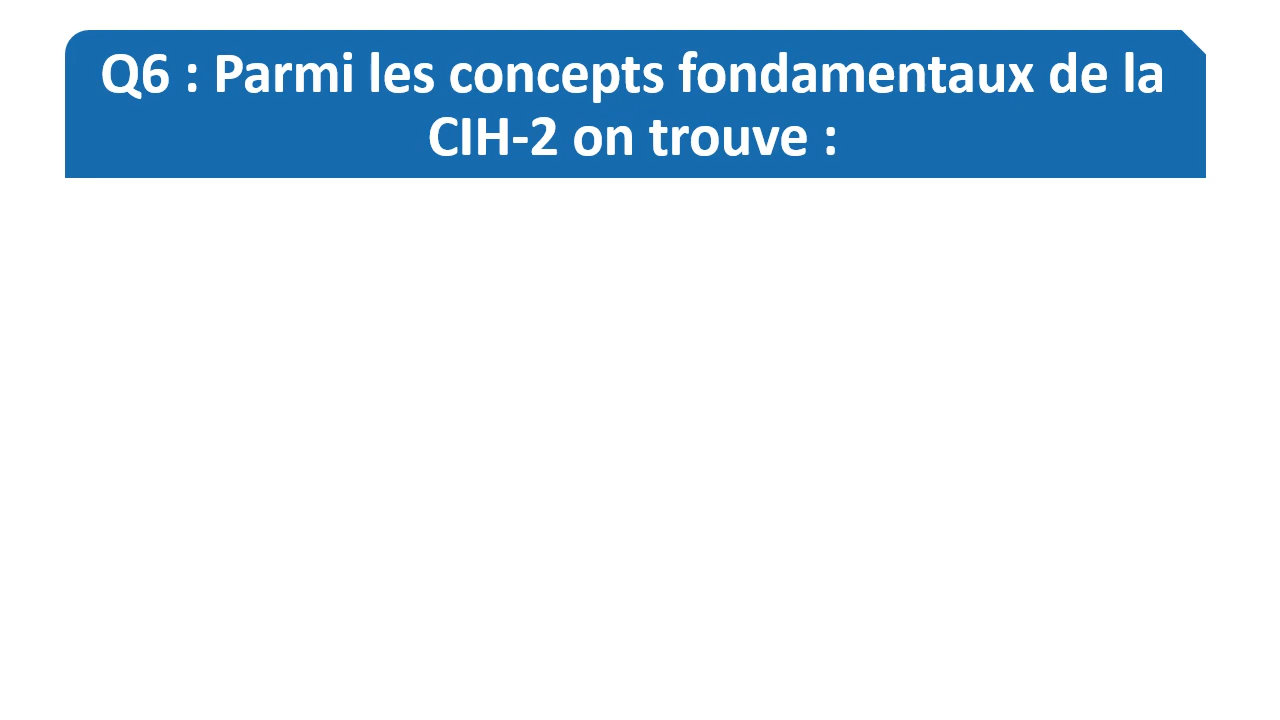 Q6 : Parmi les concepts fondamentaux de la
CIH-2 on trouve :